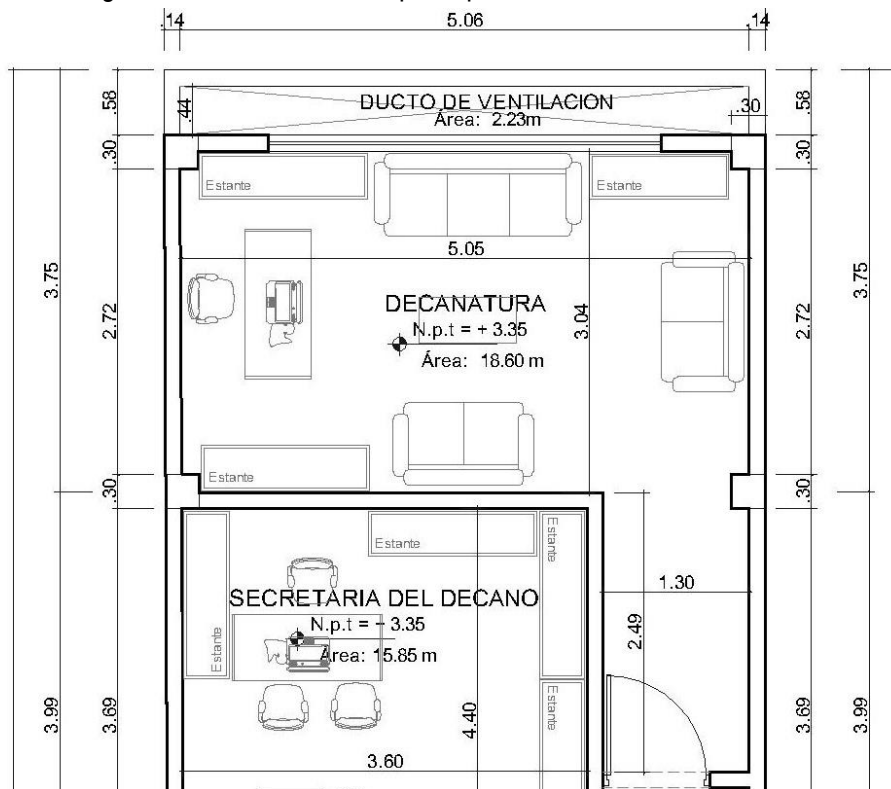 .14 5.06 .14
.58 .44 DUCTO DE VENTILACION .30 .58
Área: 2.23m
.30 .30
Estante Estante
5.05
3.75 2.72 DECANATURA 3.04 2.72 3.75
N.p.t = + 3.35
Área: 18.60 m
Estante
.30 .30
Estante Estante
SECRETARIA DEL DECANO 1.30
N.p.t = - 3.35
Estante 2.49
Área: 15.85 m
Estante
3.99 3.69 4.40 3.69 3.99
3.60